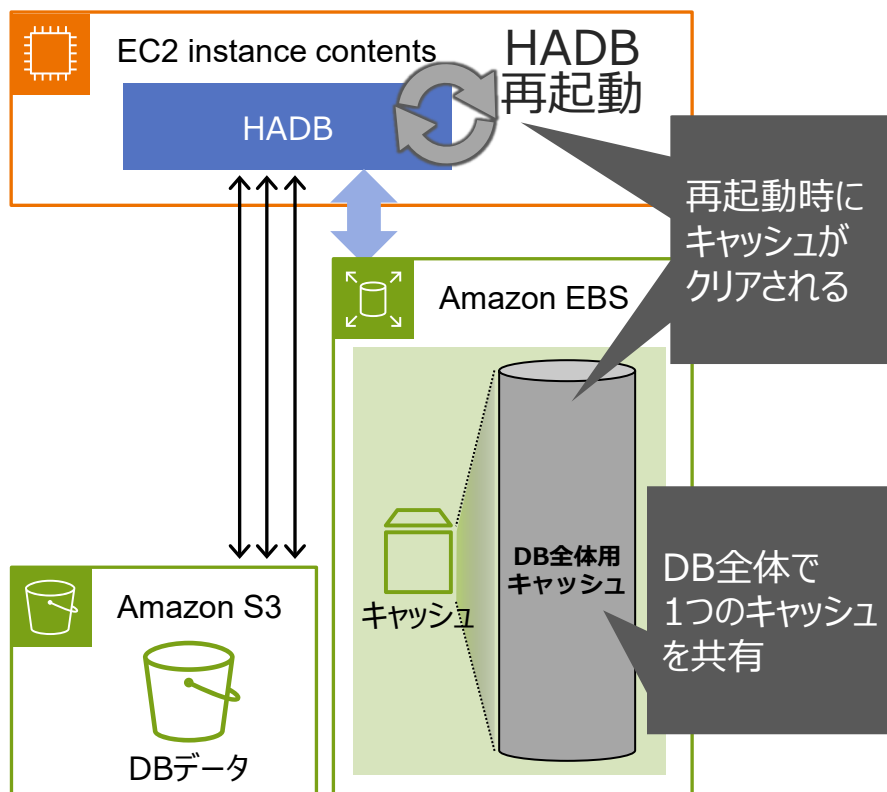 EC2 instance contents
HADB
再起動
HADB
再起動時に
キャッシュが
クリアされる
Amazon EBS
DB全体用
キャッシュ
キャッシュ
DB全体で
1つのキャッシュ
を共有
Amazon S3
DBデータ